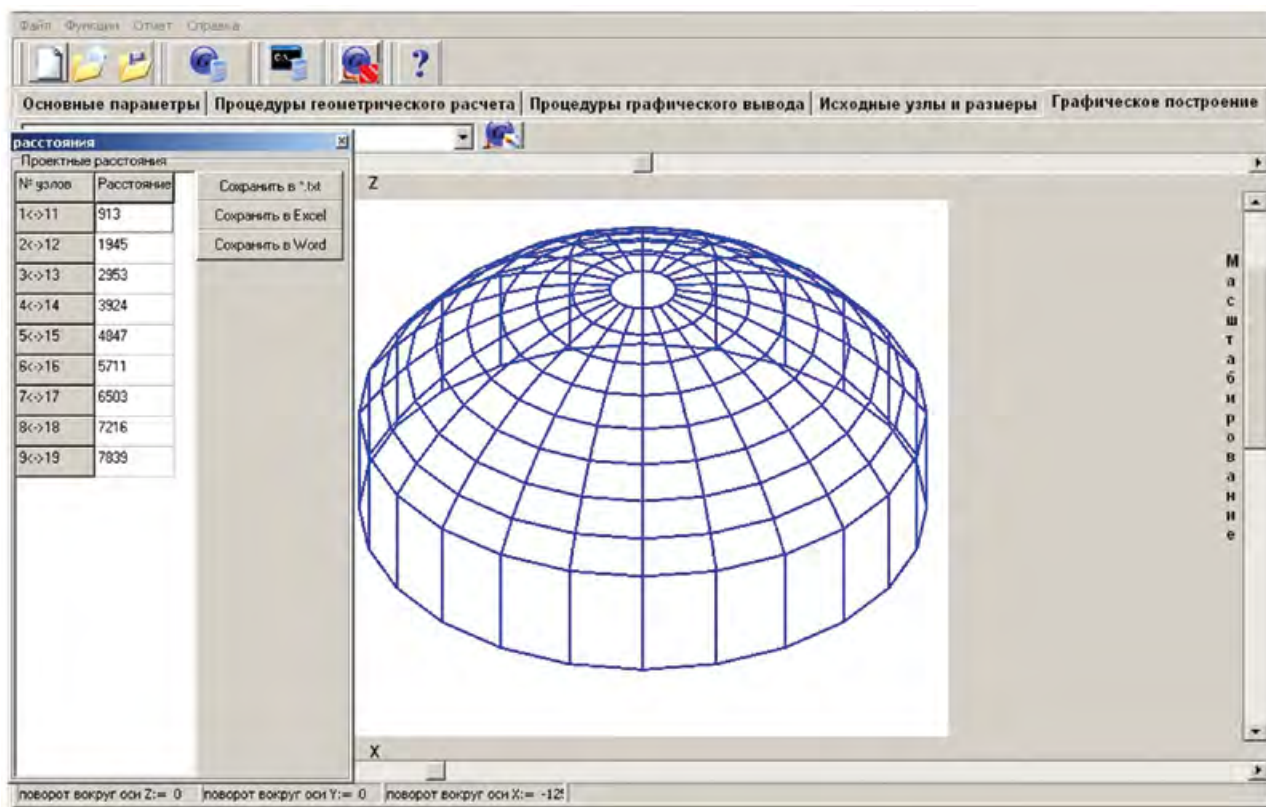 Файл Функции Отчет Справка
C:\
?
Основные параметры Процедуры геометрического расчета Процедуры графического вывода Исходные узлы и размеры Графическое построение
расстояния
Проектные расстояния
№ узлов Расстояние
1<->11 913
2<->12 1945
3<->13 2953
4<->14 3924
5<->15 4847
6<->16 5711
7<->17 6503
8<->18 7216
9<->19 7839
Сохранить в *.txt
Сохранить в Excel
Сохранить в Word
Z
Масштабирование
X
поворот вокруг оси Z:= 0 поворот вокруг оси Y:= 0 поворот вокруг оси X:= -125